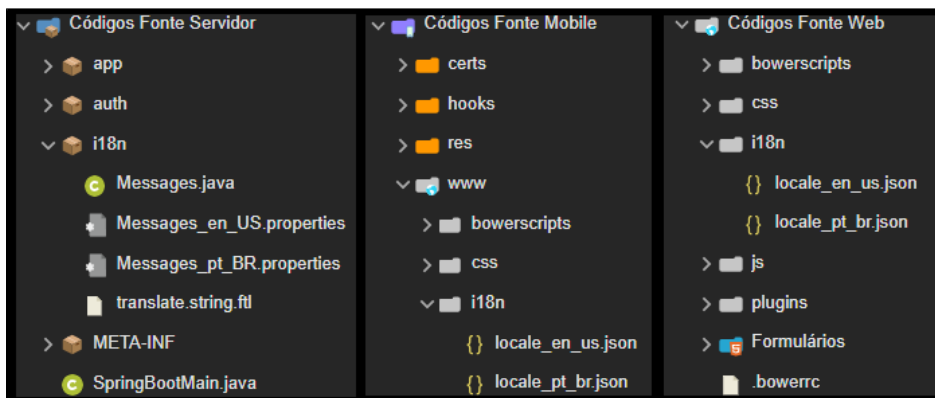 Códigos Fonte Servidor
app
auth
i18n
Messages.java
Messages_en_US.properties
Messages_pt_BR.properties
translate.string.ftl
META-INF
SpringBootMain.java
Códigos Fonte Mobile
certs
hooks
res
www
bowerscripts
css
i18n
locale_en_us.json
locale_pt_br.json
Códigos Fonte Web
bowerscripts
css
i18n
locale_en_us.json
locale_pt_br.json
js
plugins
Formulários
.bowerrc